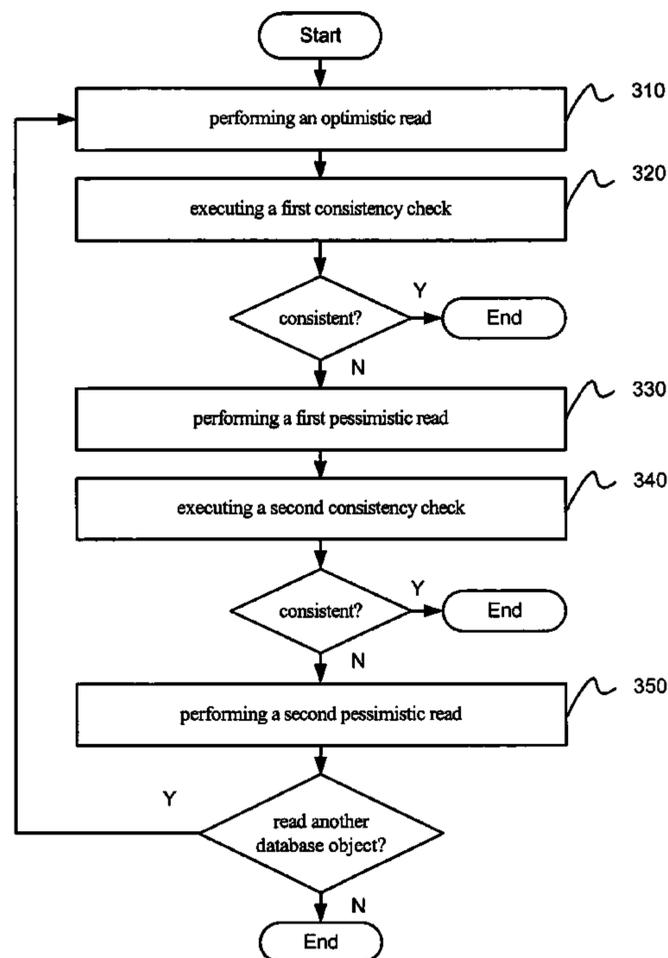 Start
310
performing an optimistic read
320
executing a first consistency check
consistent?
Y
End
N
330
performing a first pessimistic read
340
executing a second consistency check
consistent?
Y
End
N
350
performing a second pessimistic read
Y
read another
database object?
N
End